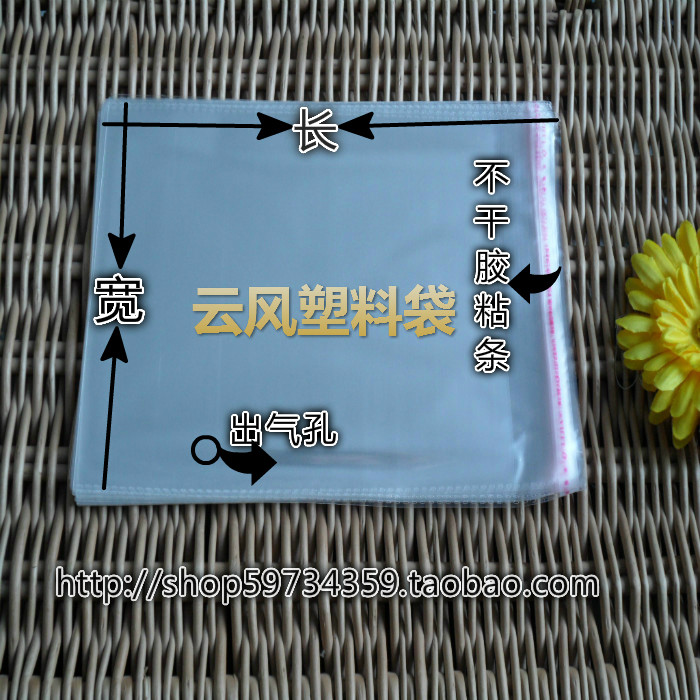 长
不干胶粘条
宽
云风塑料袋
出气孔
http://shop59734359.taobao.com